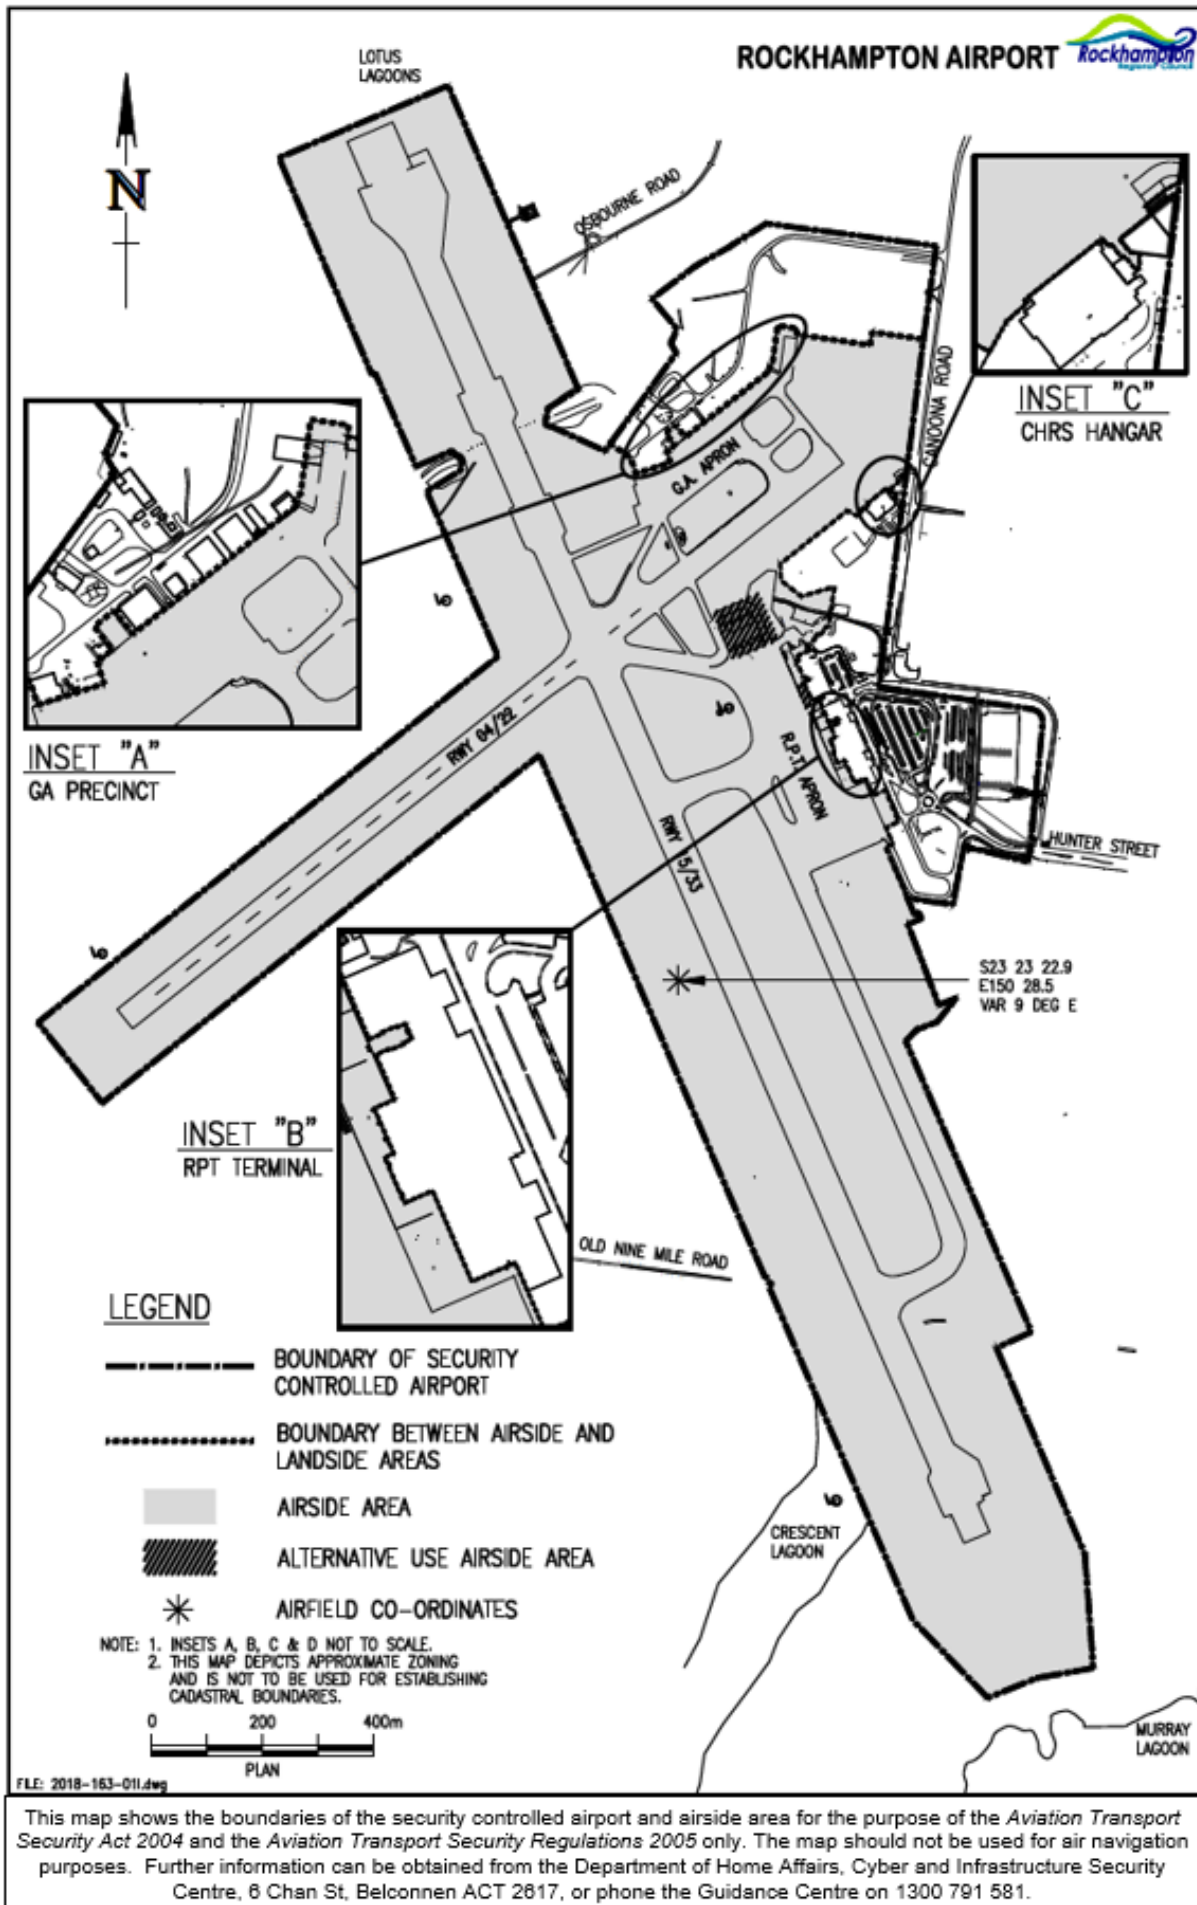 ROCKHAMPTON AIRPORT
Rockhampton
Regional Council
LOTUS
LAGOONS
N
OSBOURNE ROAD
CANOONA ROAD
INSET "C"
CHRS HANGAR
G.A. APRON
INSET "A"
GA PRECINCT
RWY 04/22
R.P.T. APRON
RWY 15/33
HUNTER STREET
S23 23 22.9
E150 28.5
VAR 9 DEG E
INSET "B"
RPT TERMINAL
OLD NINE MILE ROAD
LEGEND
BOUNDARY OF SECURITY
CONTROLLED AIRPORT
BOUNDARY BETWEEN AIRSIDE AND
LANDSIDE AREAS
AIRSIDE AREA
ALTERNATIVE USE AIRSIDE AREA
AIRFIELD CO-ORDINATES
NOTE: 1. INSETS A, B, C & D NOT TO SCALE.
2. THIS MAP DEPICTS APPROXIMATE ZONING
AND IS NOT TO BE USED FOR ESTABLISHING
CADASTRAL BOUNDARIES.
0 200 400m
PLAN
CRESCENT
LAGOON
MURRAY
LAGOON
FILE: 2018-163-01I.dwg
This map shows the boundaries of the security controlled airport and airside area for the purpose of the Aviation Transport
Security Act 2004 and the Aviation Transport Security Regulations 2005 only. The map should not be used for air navigation
purposes. Further information can be obtained from the Department of Home Affairs, Cyber and Infrastructure Security
Centre, 6 Chan St, Belconnen ACT 2617, or phone the Guidance Centre on 1300 791 581.